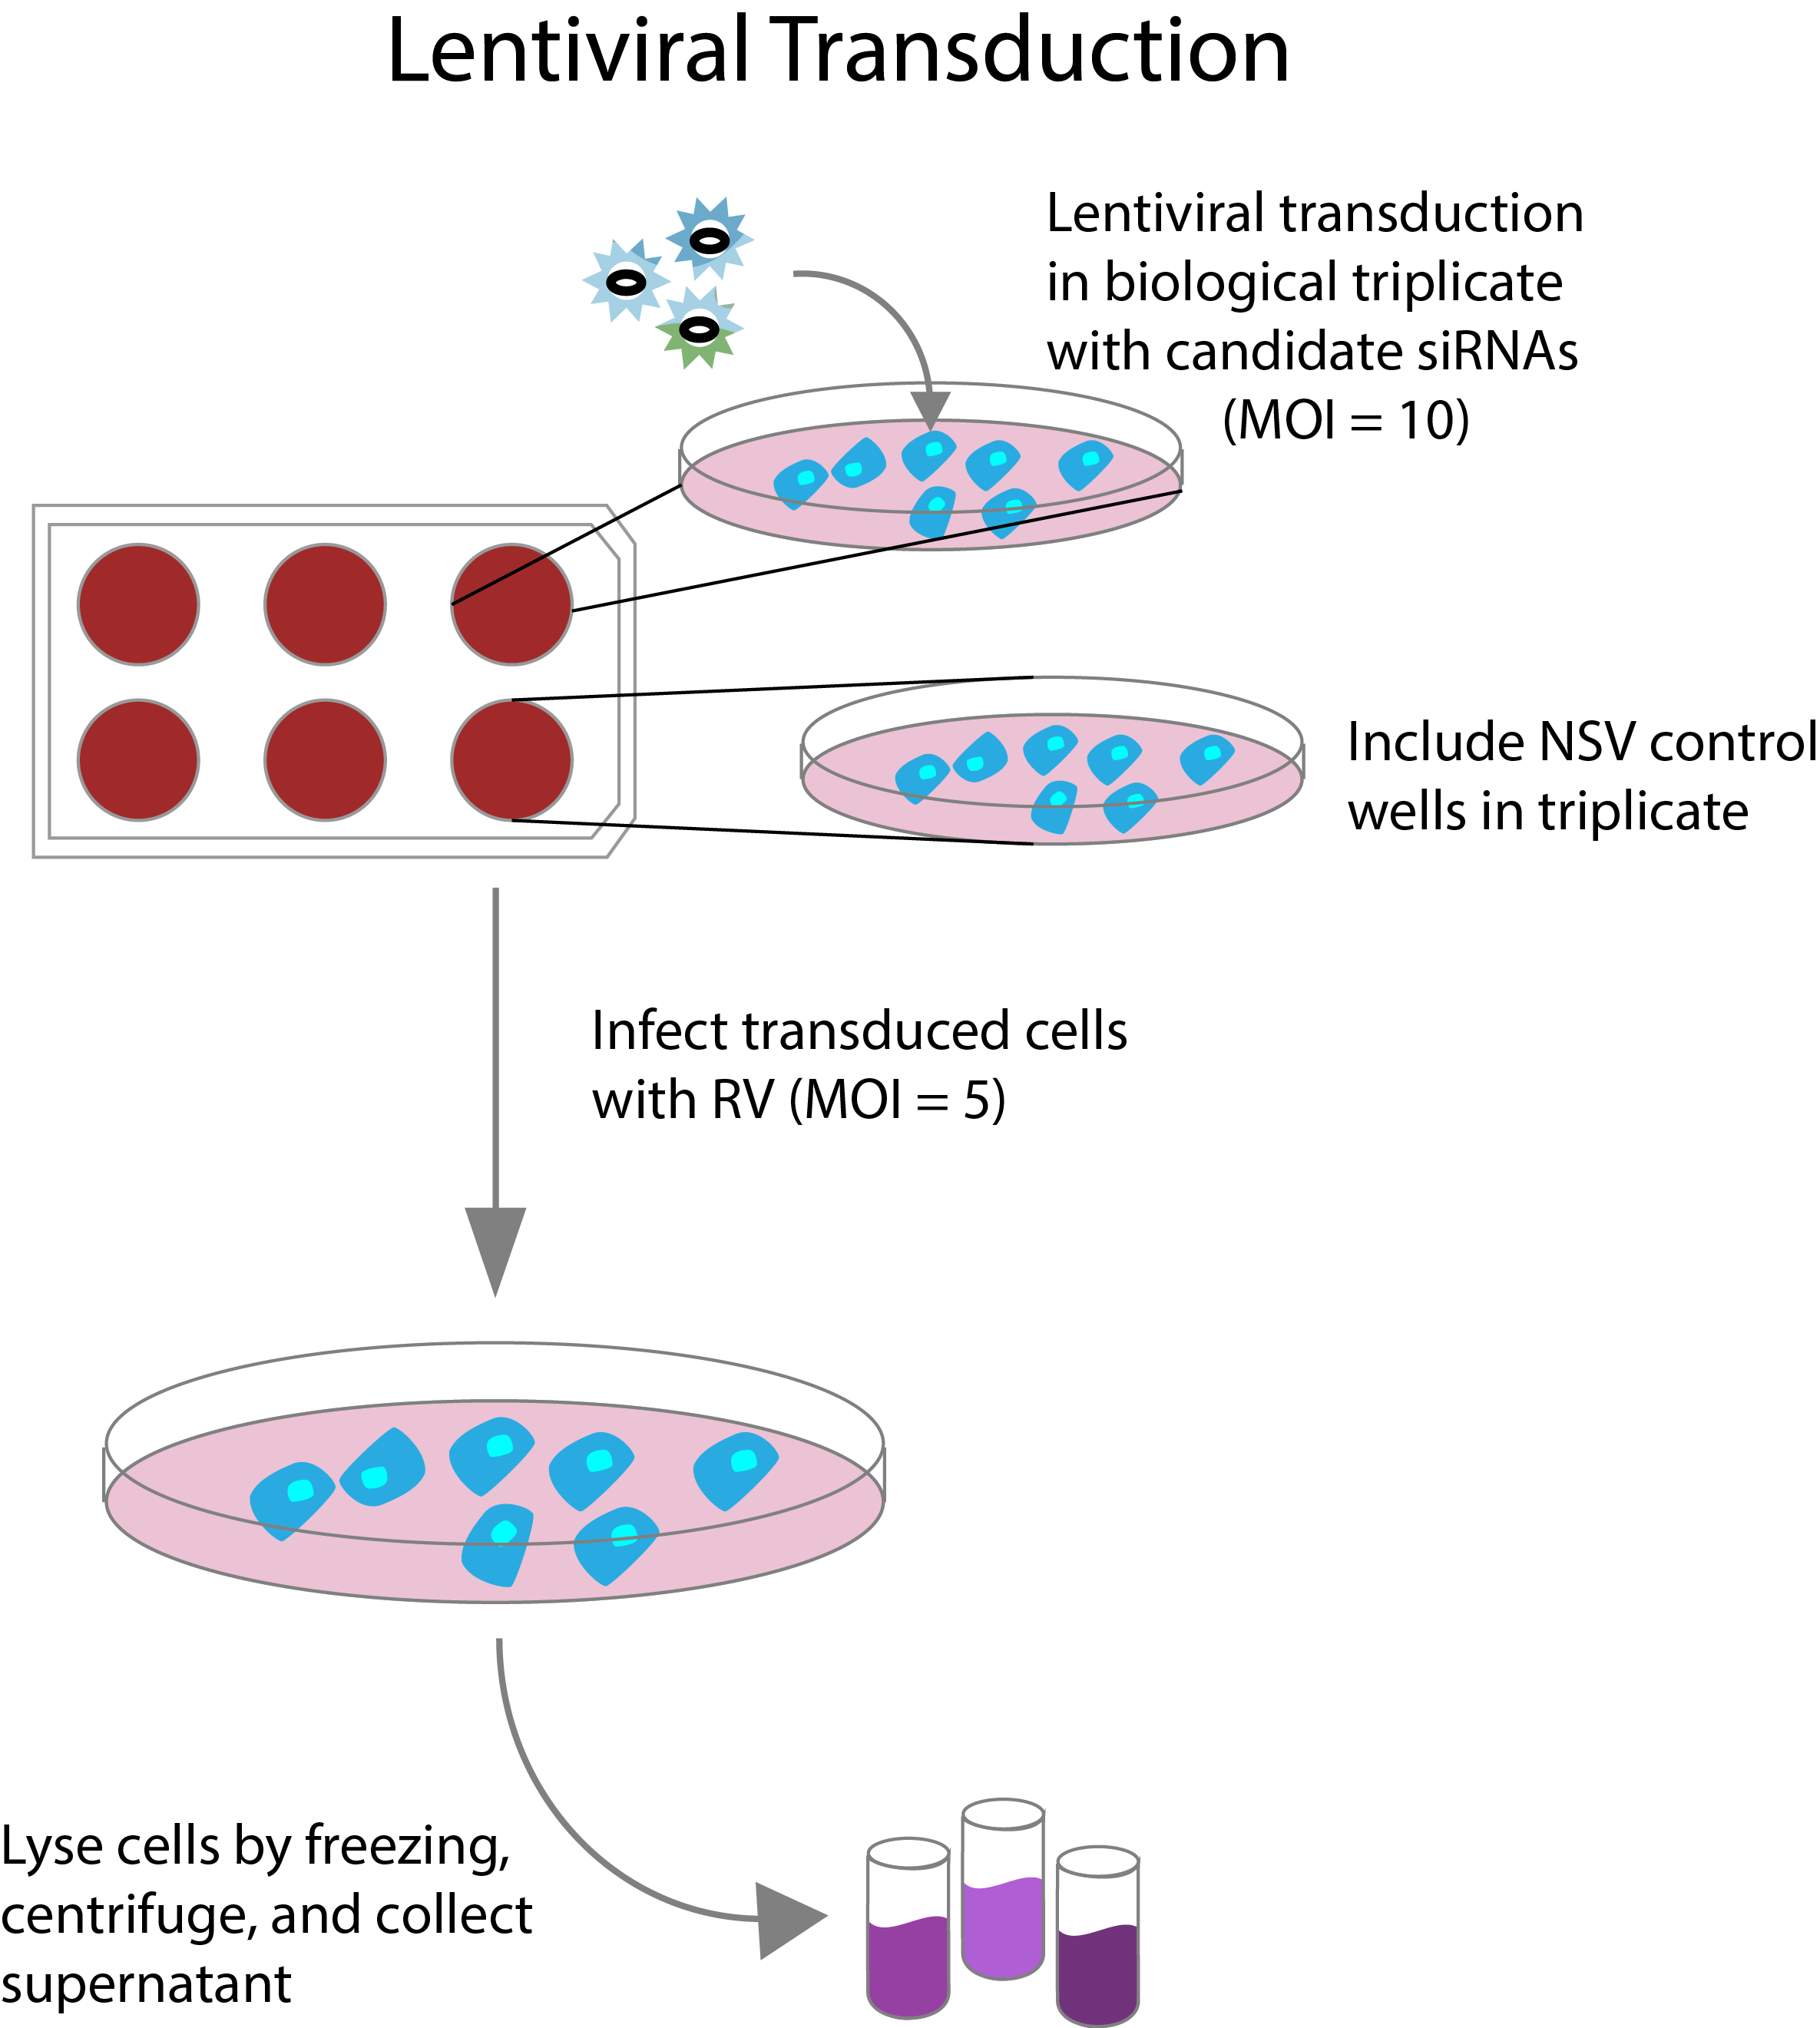 Lentiviral Transduction
Lentiviral transduction
in biological triplicate
with candidate siRNAs
(MOI = 10)
Include NSV control
wells in triplicate
Infect transduced cells
with RV (MOI = 5)
Lyse cells by freezing,
centrifuge, and collect
supernatant